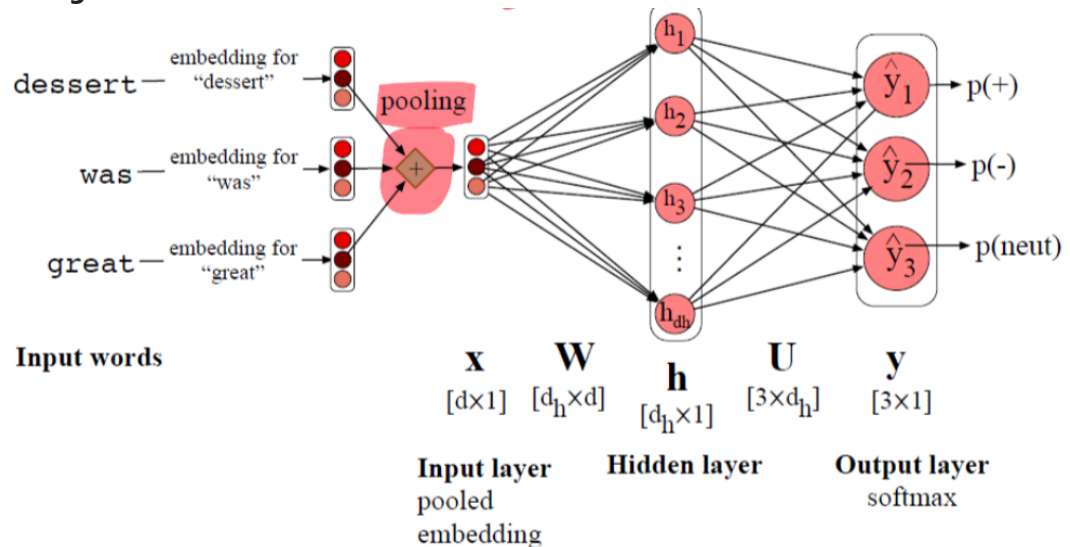 embedding for
dessert
“dessert”
pooling
embedding for
was
“was”
+
embedding for
great
“great”
h1
h2
h3
⋮
hdh
ŷ1
ŷ2
ŷ3
p(+)
p(-)
p(neut)
Input words
x W h U y
[d×1] [dh×d] [dh×1] [3×dh] [3×1]
Input layer Hidden layer Output layer
pooled softmax
embedding